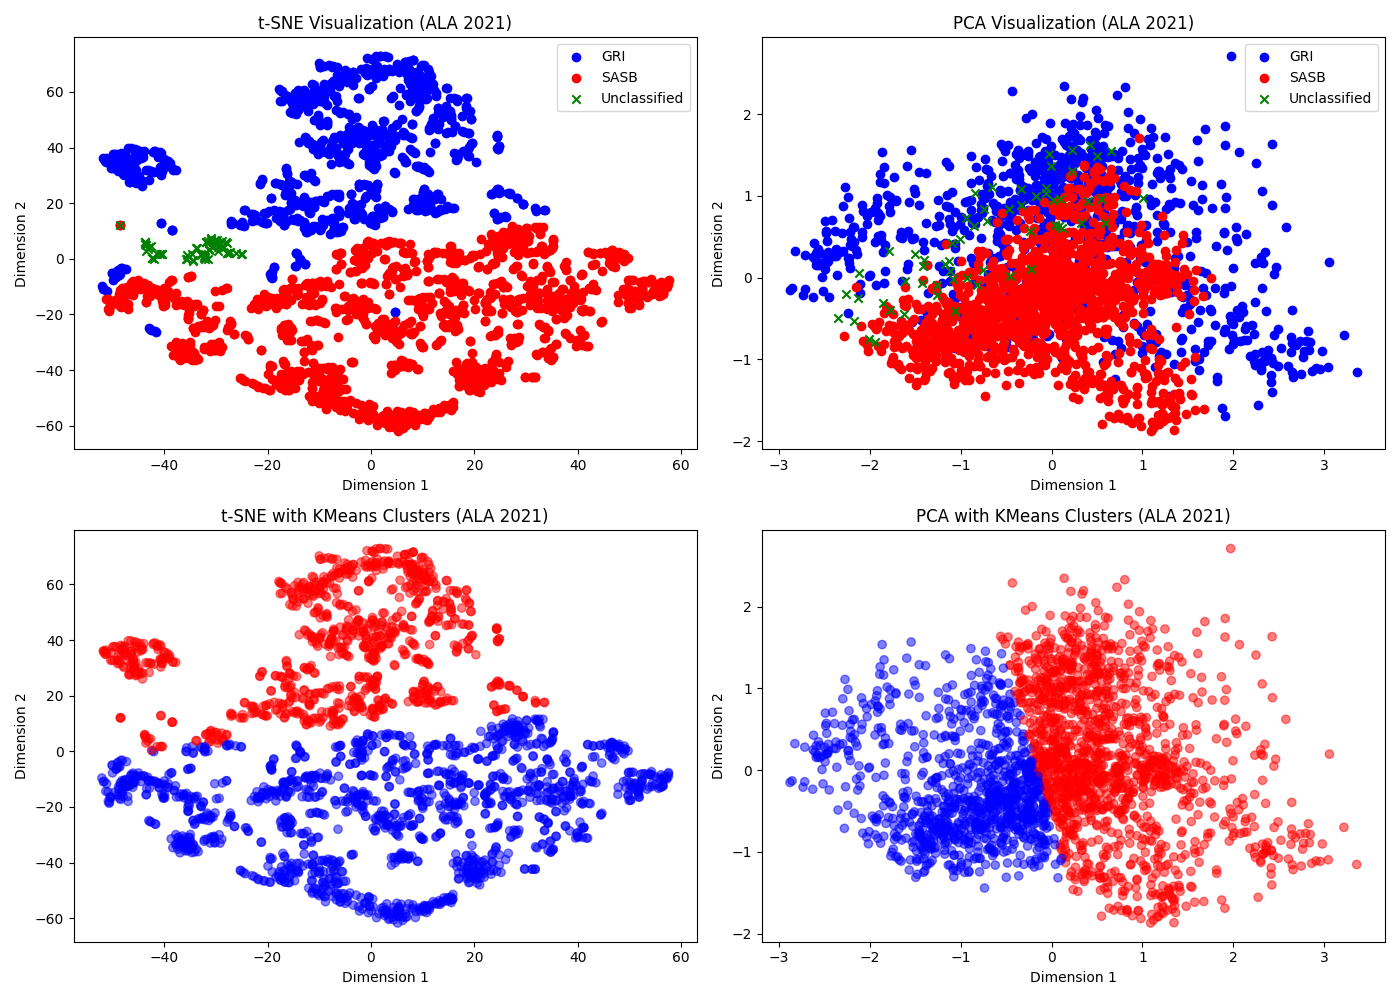 t-SNE Visualization (ALA 2021)
GRI
SASB
Unclassified
Dimension 2
60
40
20
0
−20
−40
−60
−40 −20 0 20 40 60
Dimension 1
PCA Visualization (ALA 2021)
GRI
SASB
Unclassified
Dimension 2
2
1
0
−1
−2
−3 −2 −1 0 1 2 3
Dimension 1
t-SNE with KMeans Clusters (ALA 2021)
Dimension 2
60
40
20
0
−20
−40
−60
−40 −20 0 20 40 60
Dimension 1
PCA with KMeans Clusters (ALA 2021)
Dimension 2
2
1
0
−1
−2
−3 −2 −1 0 1 2 3
Dimension 1